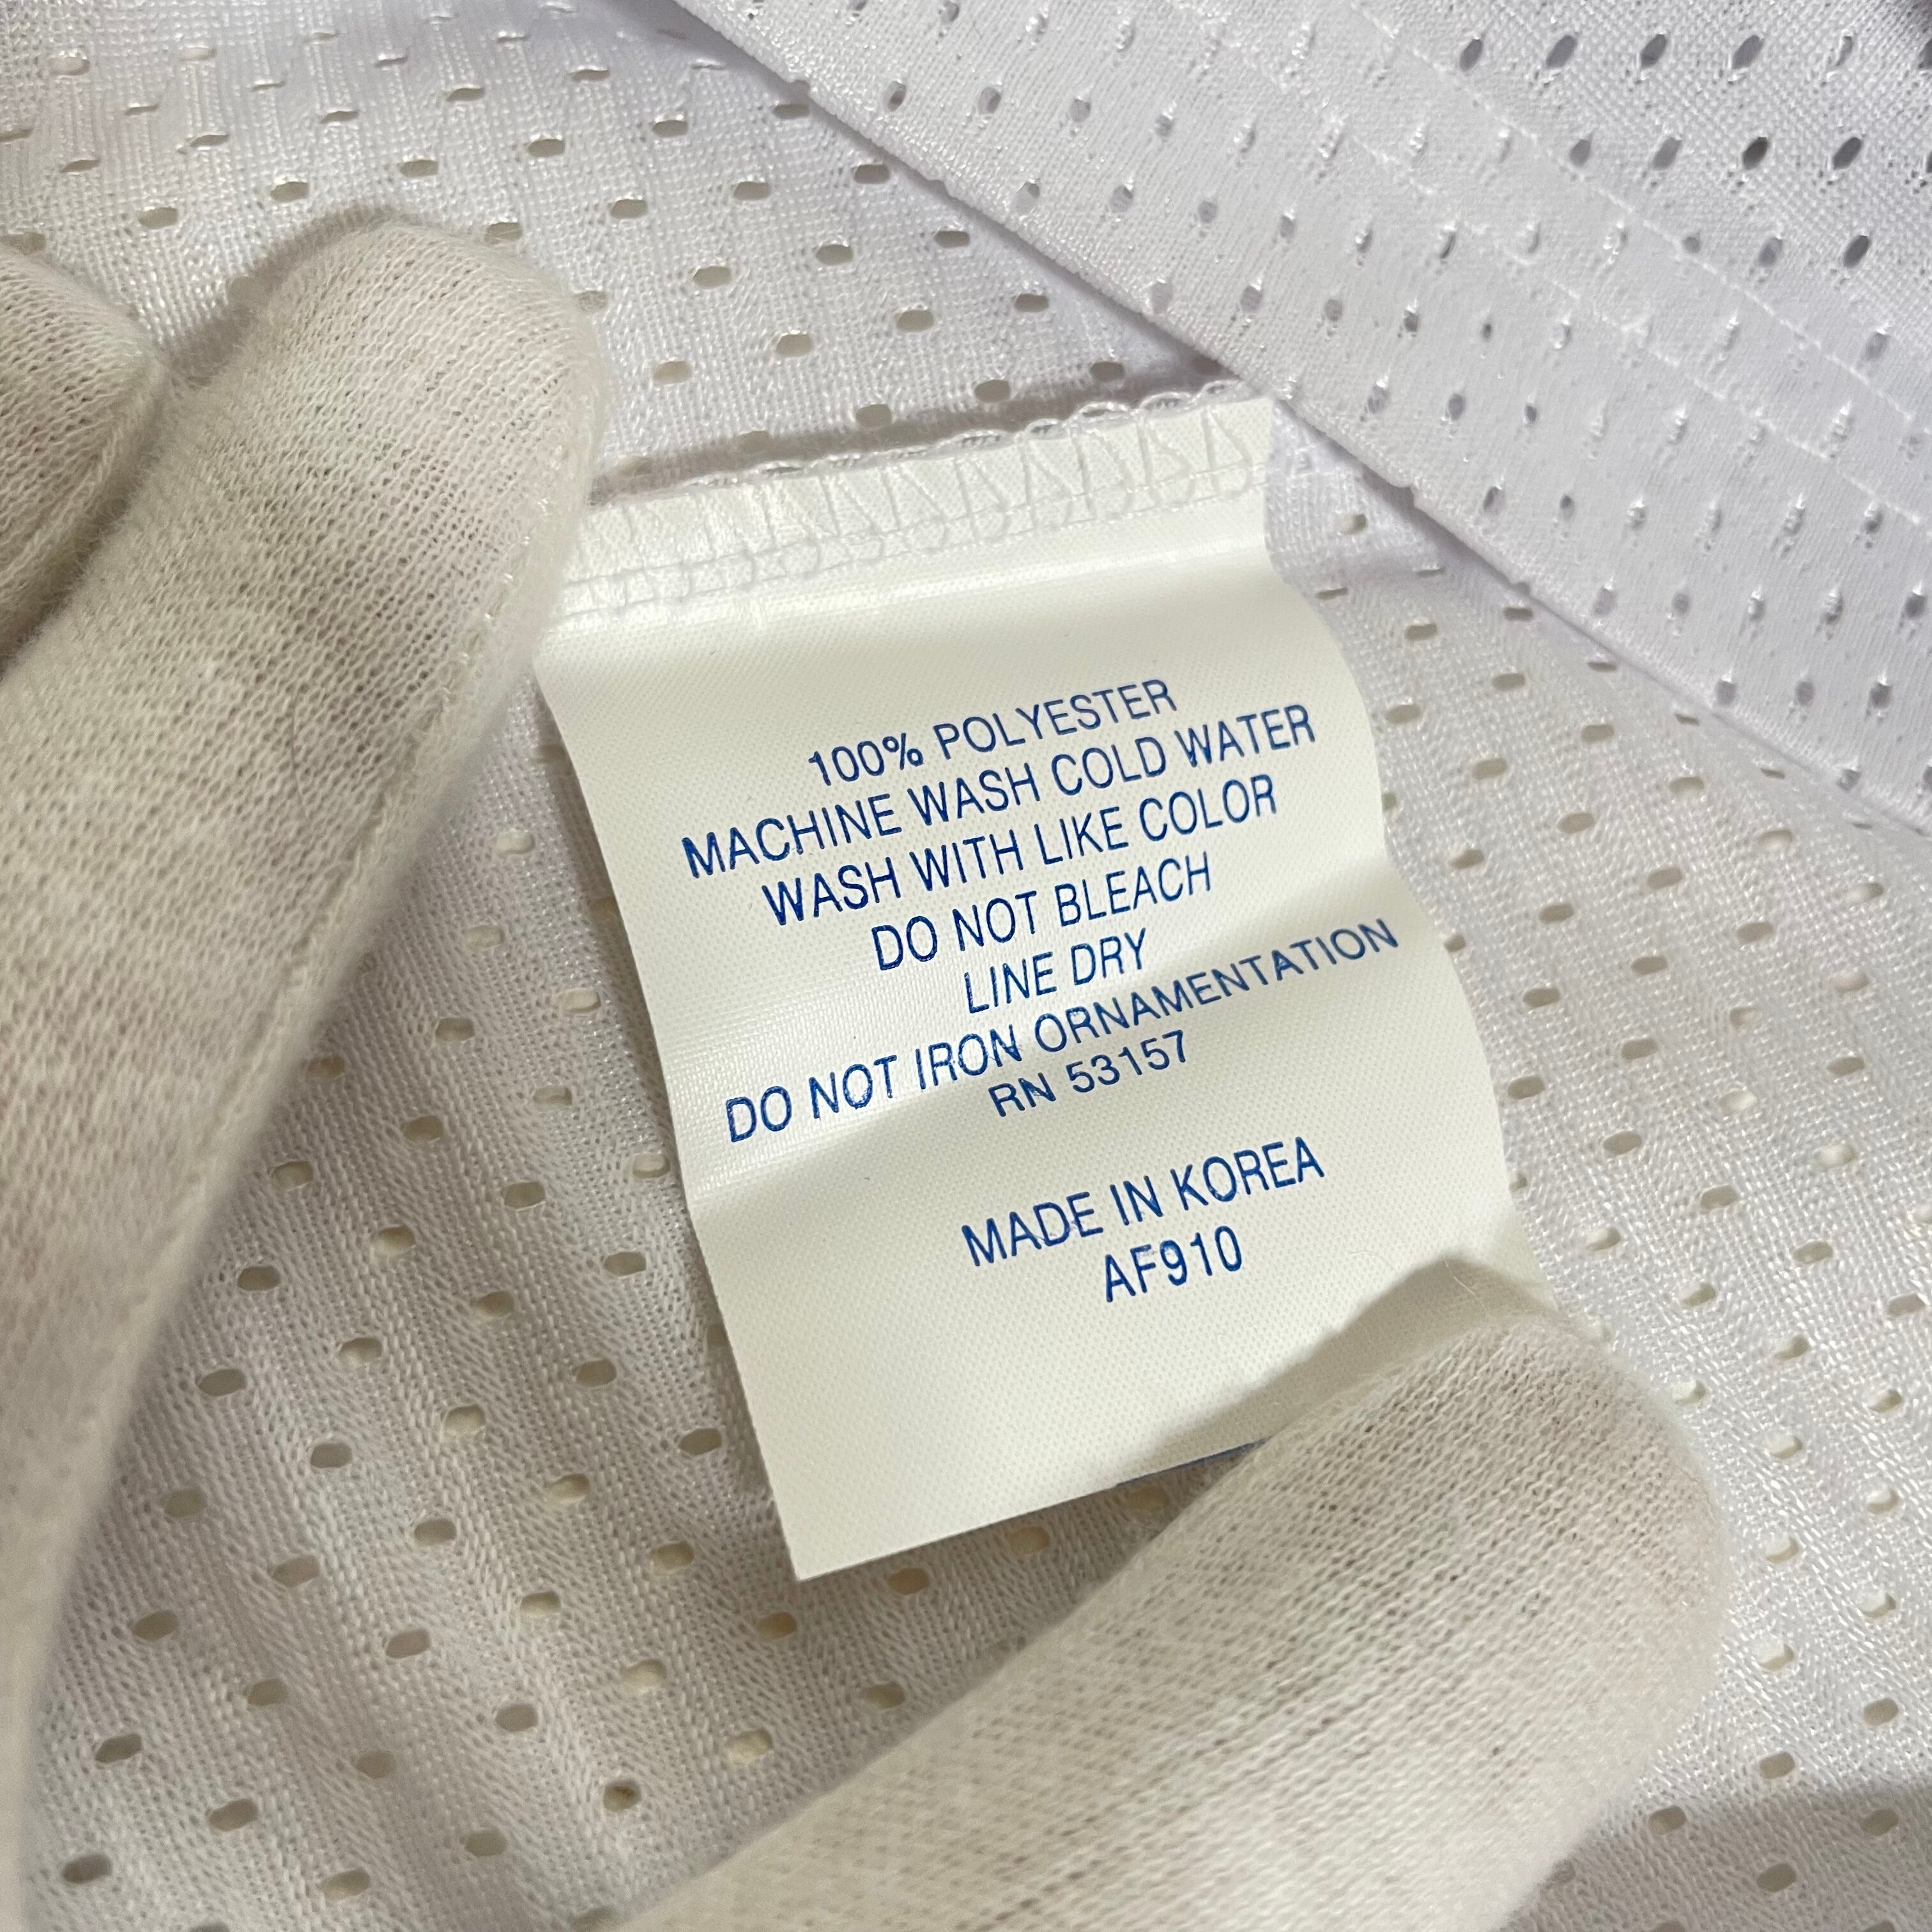 100% POLYESTER
MACHINE WASH COLD WATER
WASH WITH LIKE COLOR
DO NOT BLEACH
LINE DRY
DO NOT IRON ORNAMENTATION
RN 53157
MADE IN KOREA
AF910